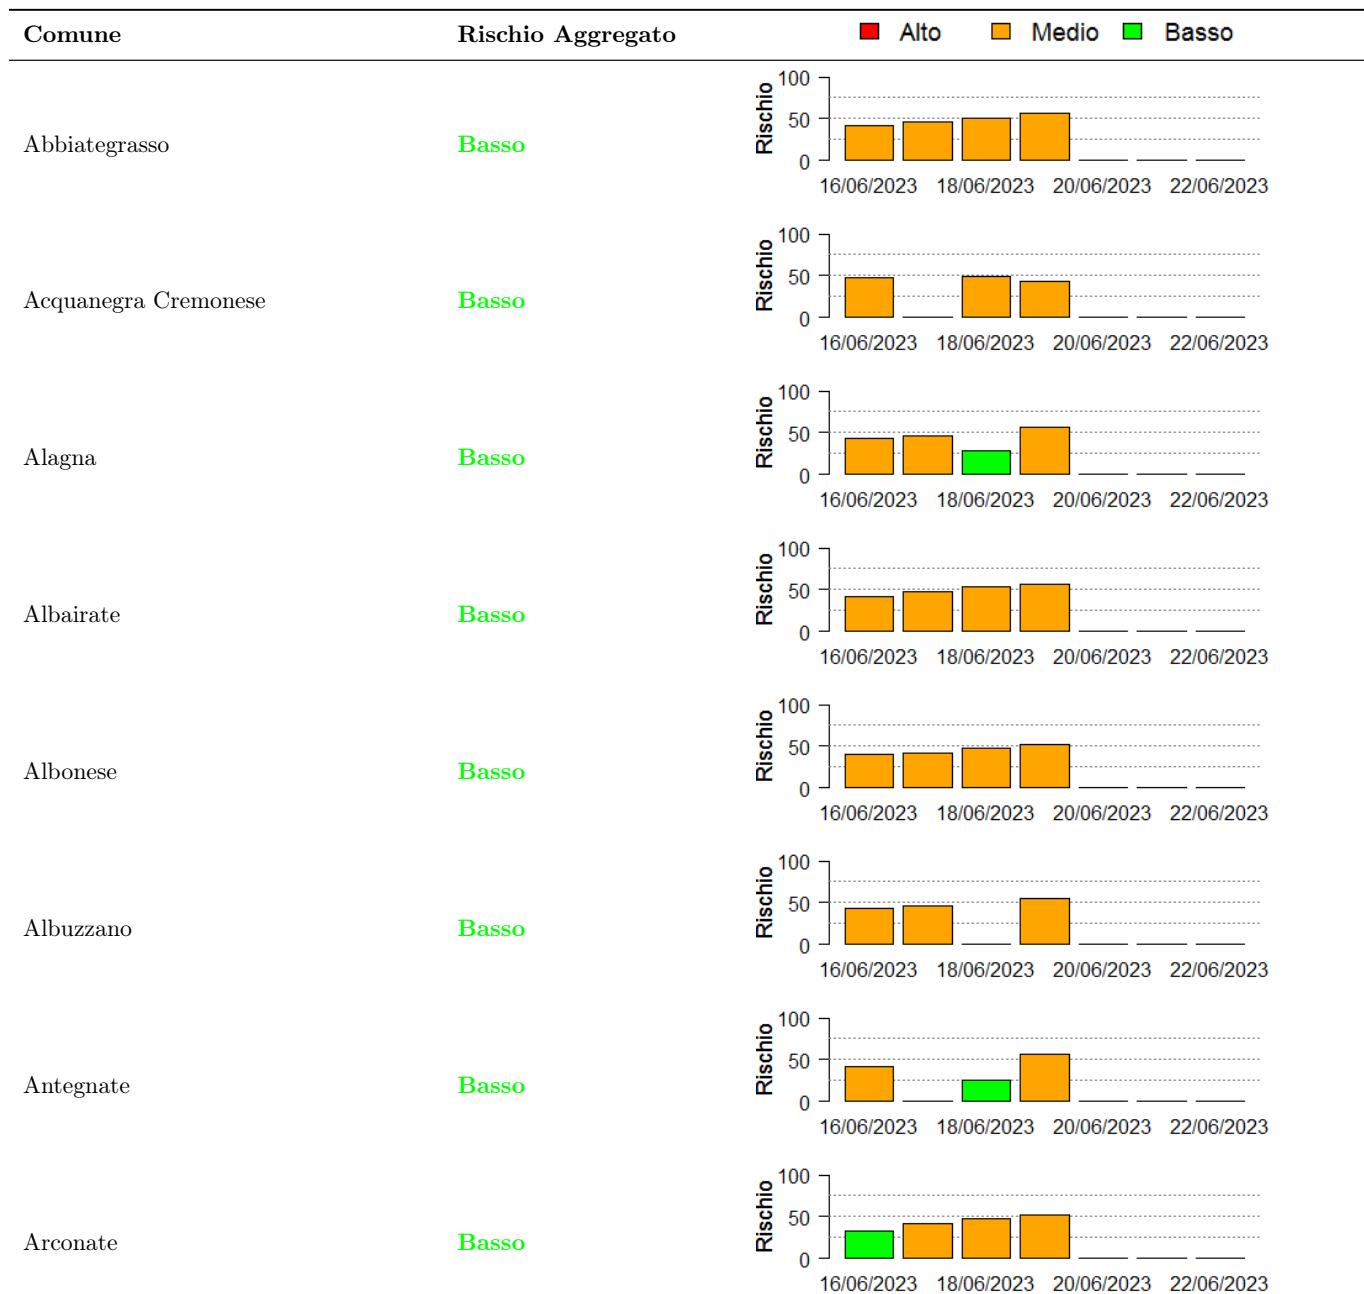 Comune Rischio Aggregato Alto Medio Basso
100
Rischio
50
Abbiategrasso Basso
0
16/06/2023 18/06/2023 20/06/2023 22/06/2023
100
Rischio
50
Acquanegra Cremonese Basso
0
16/06/2023 18/06/2023 20/06/2023 22/06/2023
100
Rischio
50
Alagna Basso
0
16/06/2023 18/06/2023 20/06/2023 22/06/2023
100
Rischio
50
Albairate Basso
0
16/06/2023 18/06/2023 20/06/2023 22/06/2023
100
Rischio
50
Albonese Basso
0
16/06/2023 18/06/2023 20/06/2023 22/06/2023
100
Rischio
50
Albuzzano Basso
0
16/06/2023 18/06/2023 20/06/2023 22/06/2023
100
Rischio
50
Antegnate Basso
0
16/06/2023 18/06/2023 20/06/2023 22/06/2023
100
Rischio
50
Arconate Basso
0
16/06/2023 18/06/2023 20/06/2023 22/06/2023